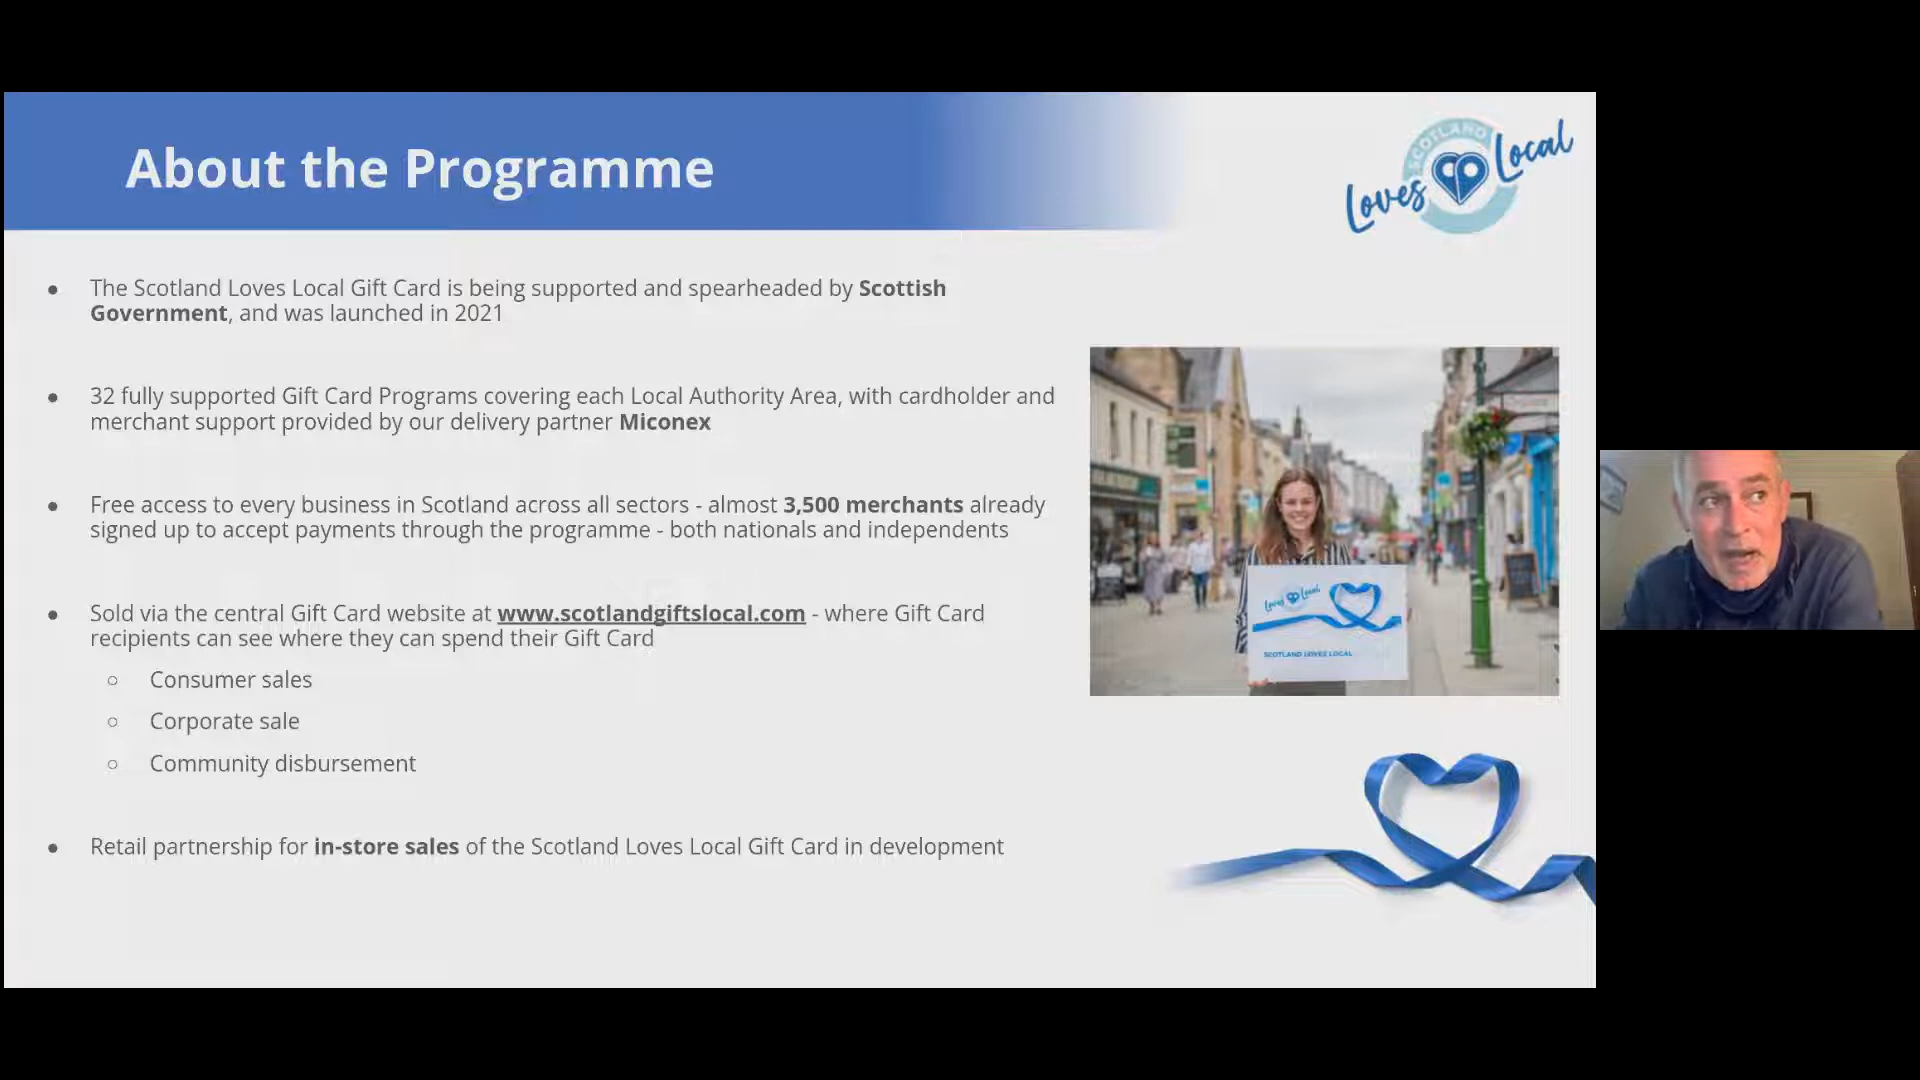 About the Programme
SCOTLAND
Loves Local
The Scotland Loves Local Gift Card is being supported and spearheaded by Scottish
Government, and was launched in 2021
32 fully supported Gift Card Programs covering each Local Authority Area, with cardholder and
merchant support provided by our delivery partner Miconex
Free access to every business in Scotland across all sectors - almost 3,500 merchants already
signed up to accept payments through the programme - both nationals and independents
Sold via the central Gift Card website at www.scotlandgiftslocal.com - where Gift Card
recipients can see where they can spend their Gift Card
Consumer sales
Corporate sale
Community disbursement
Retail partnership for in-store sales of the Scotland Loves Local Gift Card in development
Loves Local
SCOTLAND LOVES LOCAL